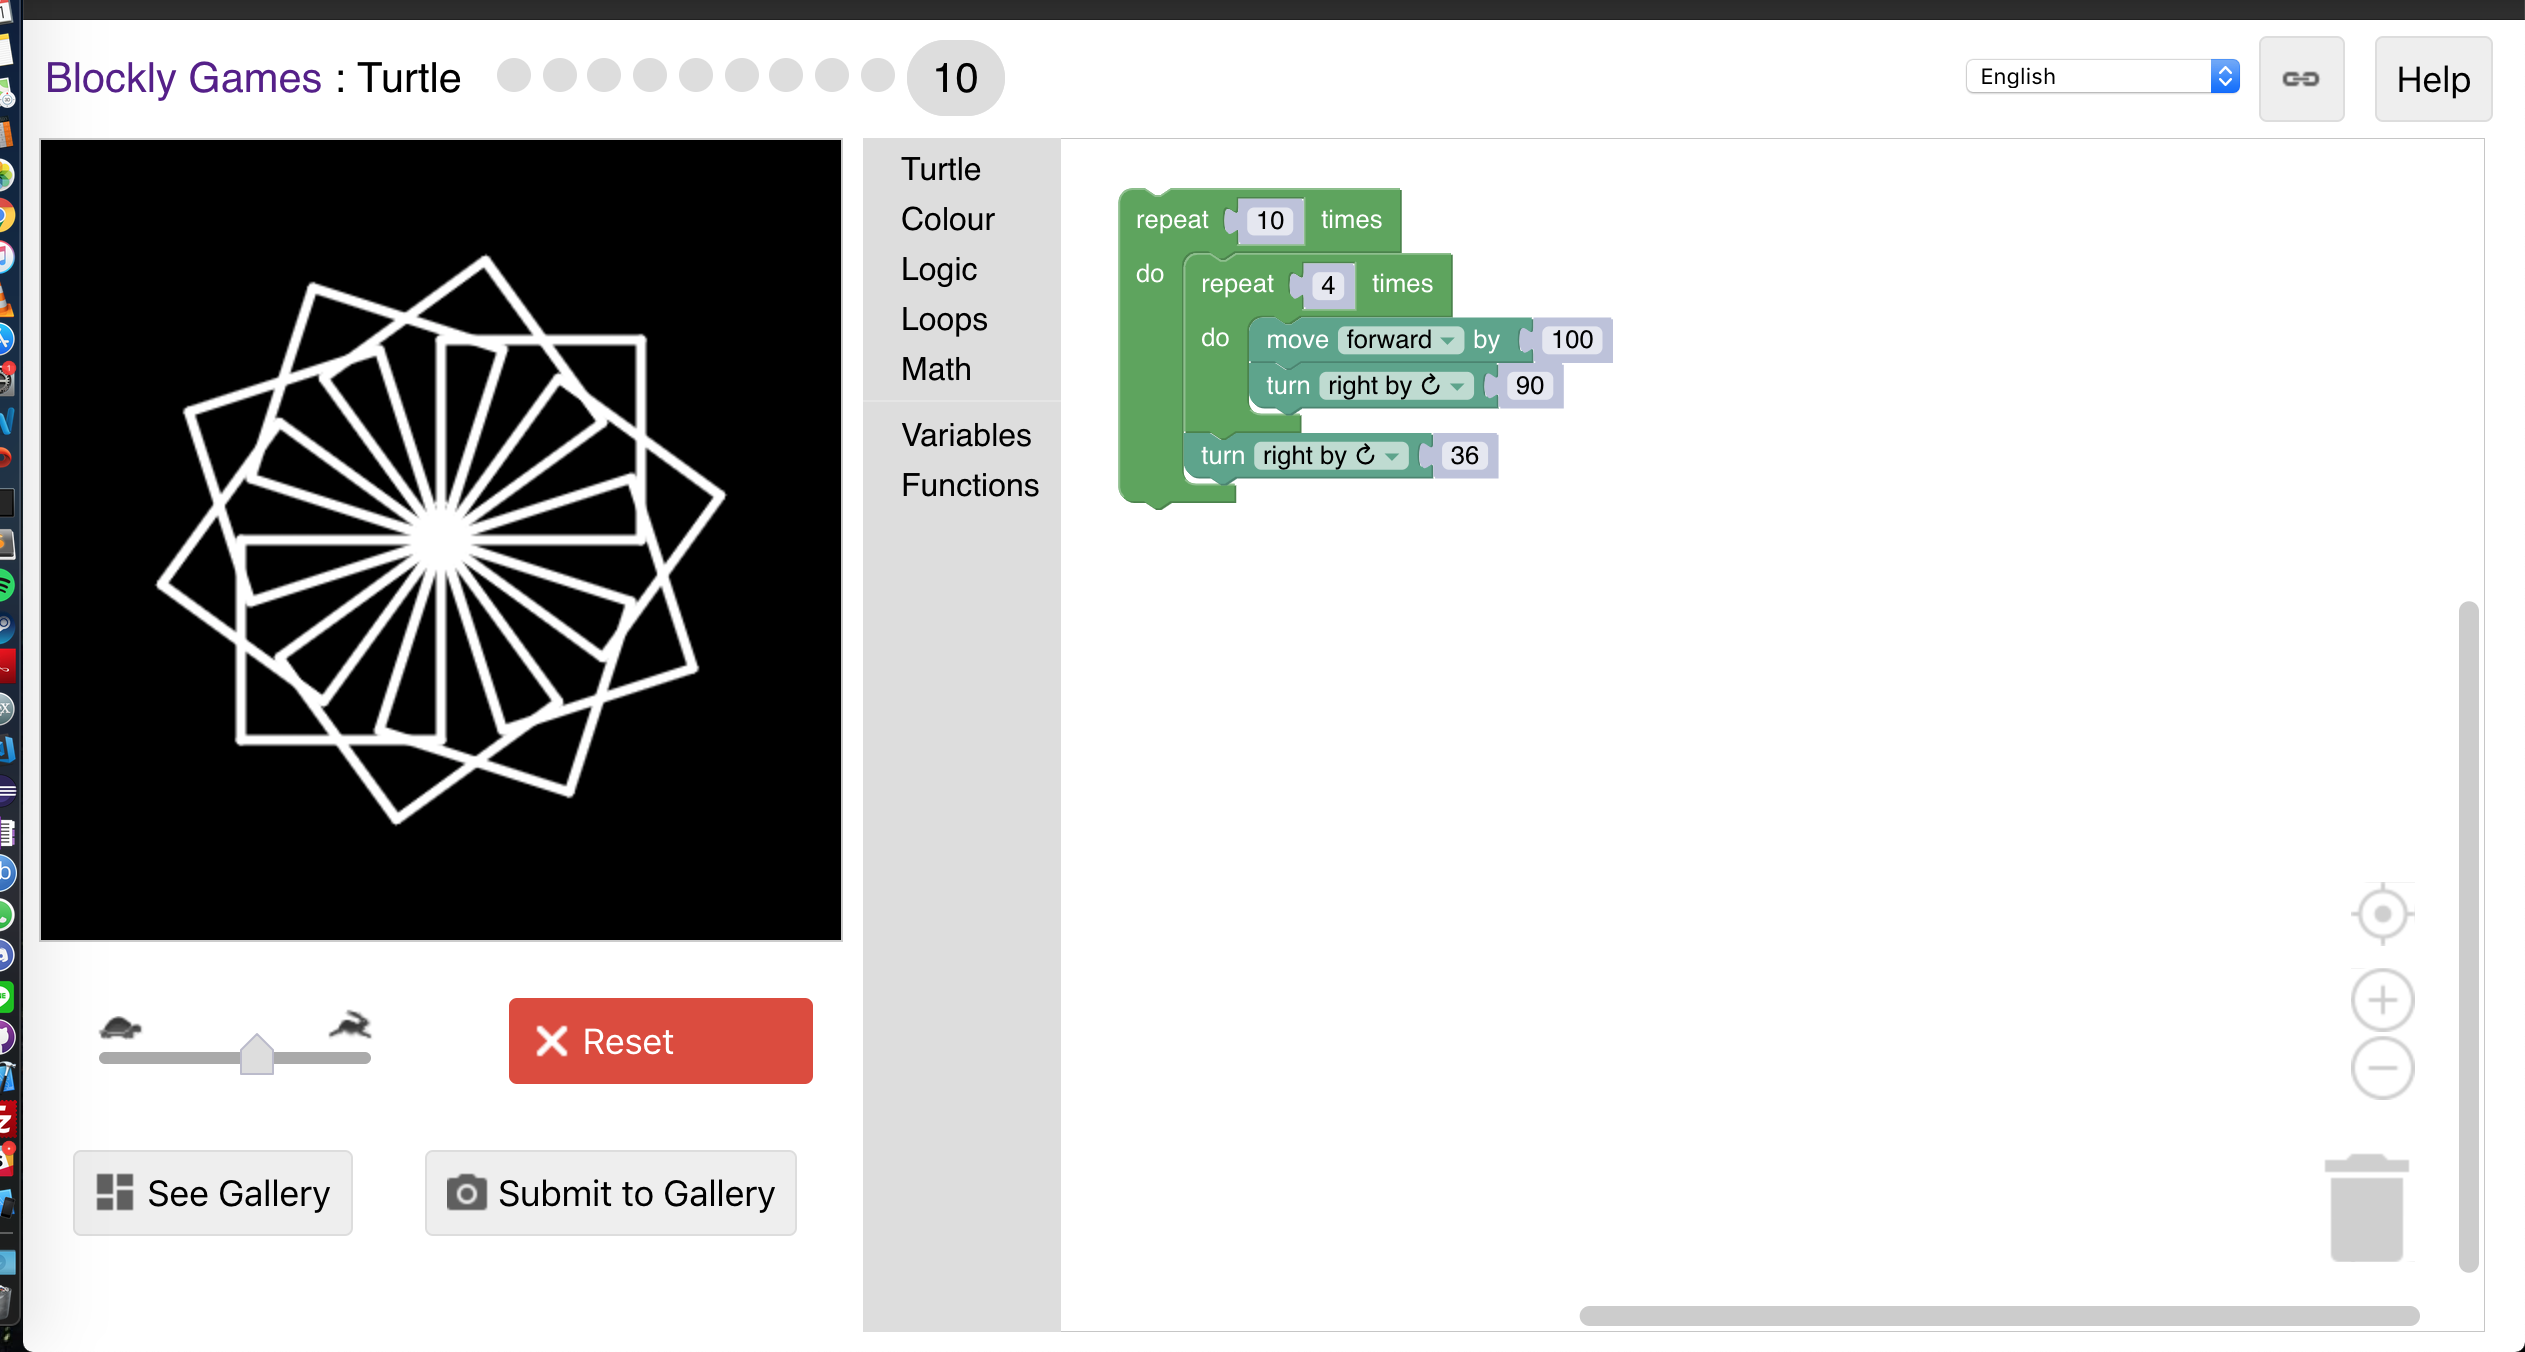 Blockly Games : Turtle 10
English
Help
Turtle
Colour
Logic
Loops
Math
Variables
Functions
repeat 10 times
do repeat 4 times
do move forward by 100
turn right by ↻ 90
turn right by ↻ 36
Reset
See Gallery
Submit to Gallery